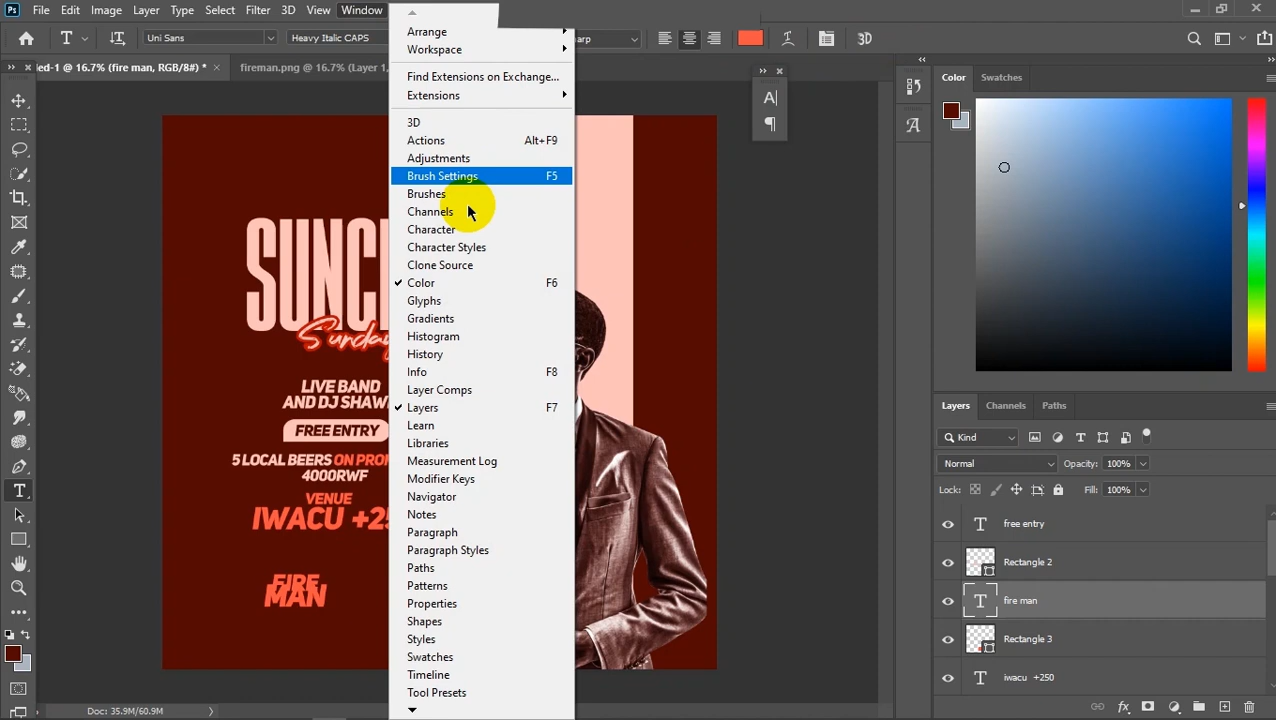 Ps File Edit Image Layer Type Select Filter 3D View Window
Uni Sans Heavy Italic CAPS 3D
fireman.png @ 16.7% (Layer 1,
ed-1 @ 16.7% (fire man, RGB/8#) *
Arrange
Workspace
Find Extensions on Exchange...
Extensions
3D
Actions Alt+F9
Adjustments
Brush Settings F5
Brushes
Channels
Character
Character Styles
Clone Source
Color F6
Glyphs
Gradients
Histogram
History
Info F8
Layer Comps
Layers F7
Learn
Libraries
Measurement Log
Modifier Keys
Navigator
Notes
Paragraph
Paragraph Styles
Paths
Patterns
Properties
Shapes
Styles
Swatches
Timeline
Tool Presets
Sunday
LIVE BAND
AND DJ SHAW
FREE ENTRY
5 LOCAL BEERS ON PRO
4000RWF
VENUE
IWACU +25
FIRE
MAN
Color Swatches
Layers Channels Paths
Kind
Normal Opacity: 100%
Lock: Fill: 100%
free entry
Rectangle 2
fire man
Rectangle 3
iwacu +250
Doc: 35.9M/60.9M